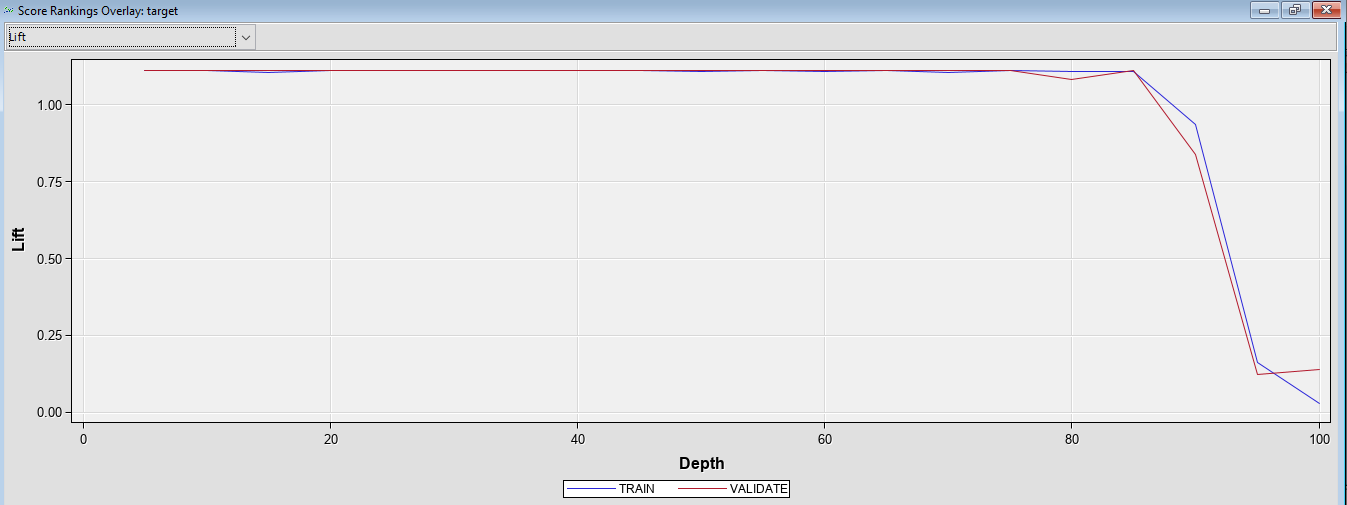 Score Rankings Overlay: target
Lift
1.00
0.75
0.50
0.25
0.00
Lift
0 20 40 60 80 100
Depth
TRAIN VALIDATE